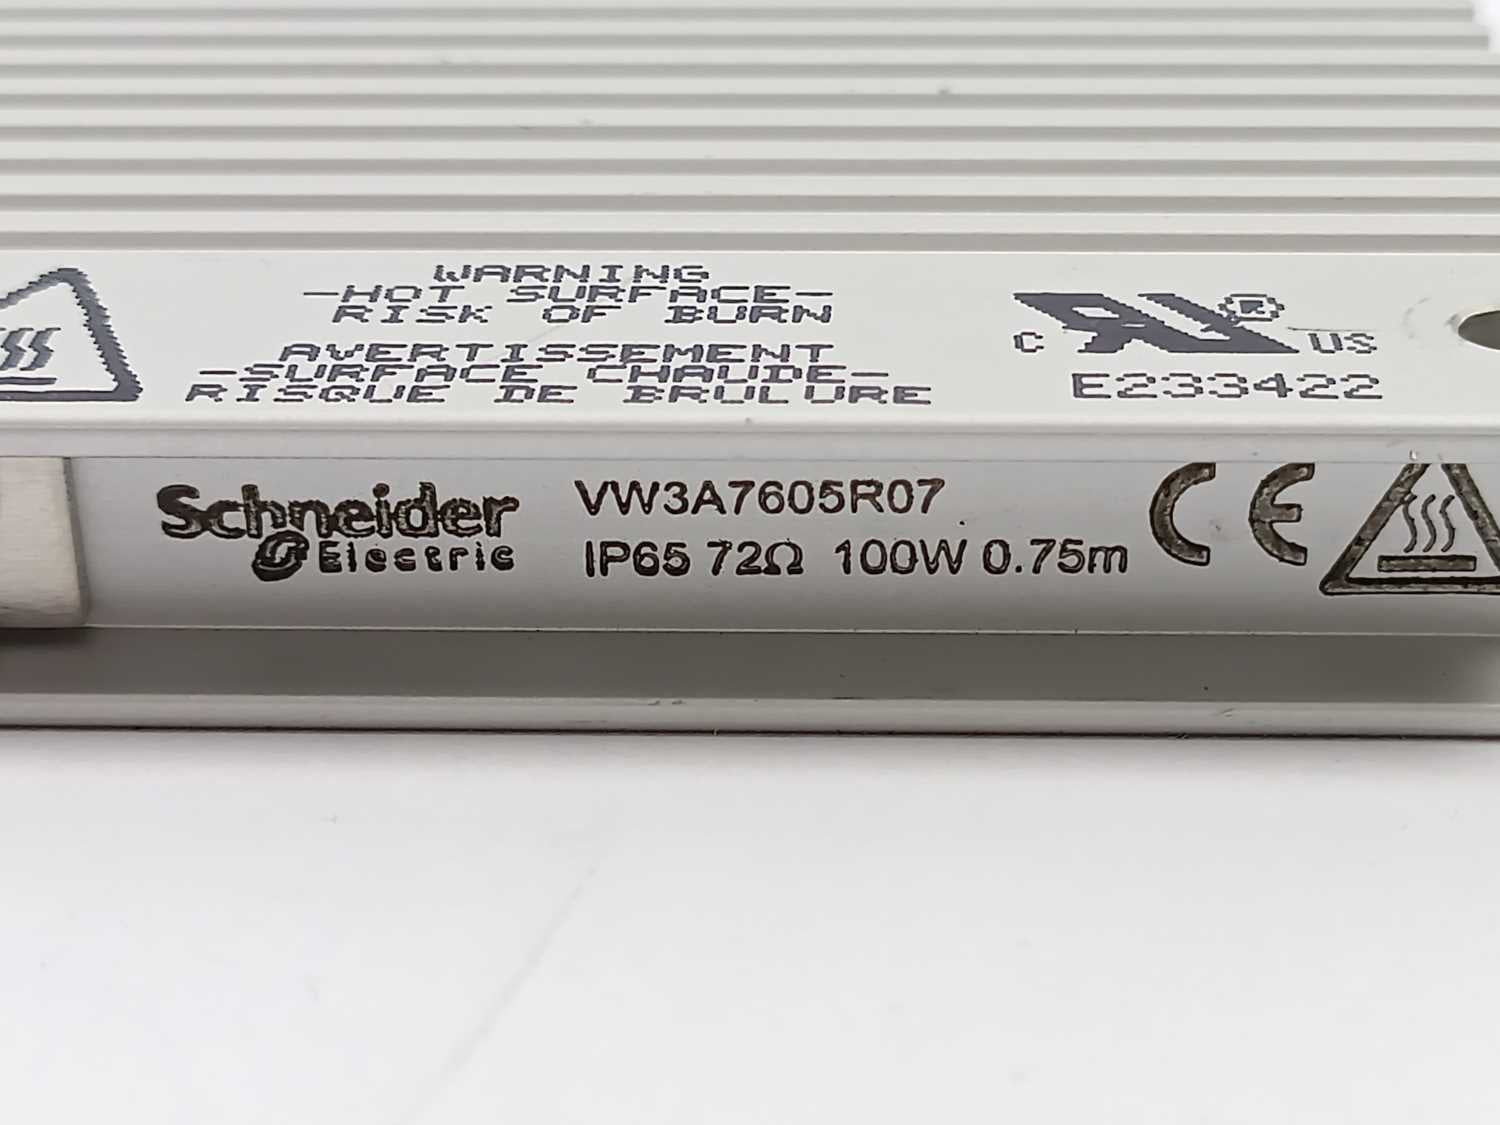 WARNING
-HOT SURFACE-
RISK OF BURN
AVERTISSEMENT
-SURFACE CHAUDE-
RISQUE DE BRULURE
C RU ® US
E233422
Schneider
Electric
VW3A7605R07
IP65 72Ω 100W 0.75m
CE